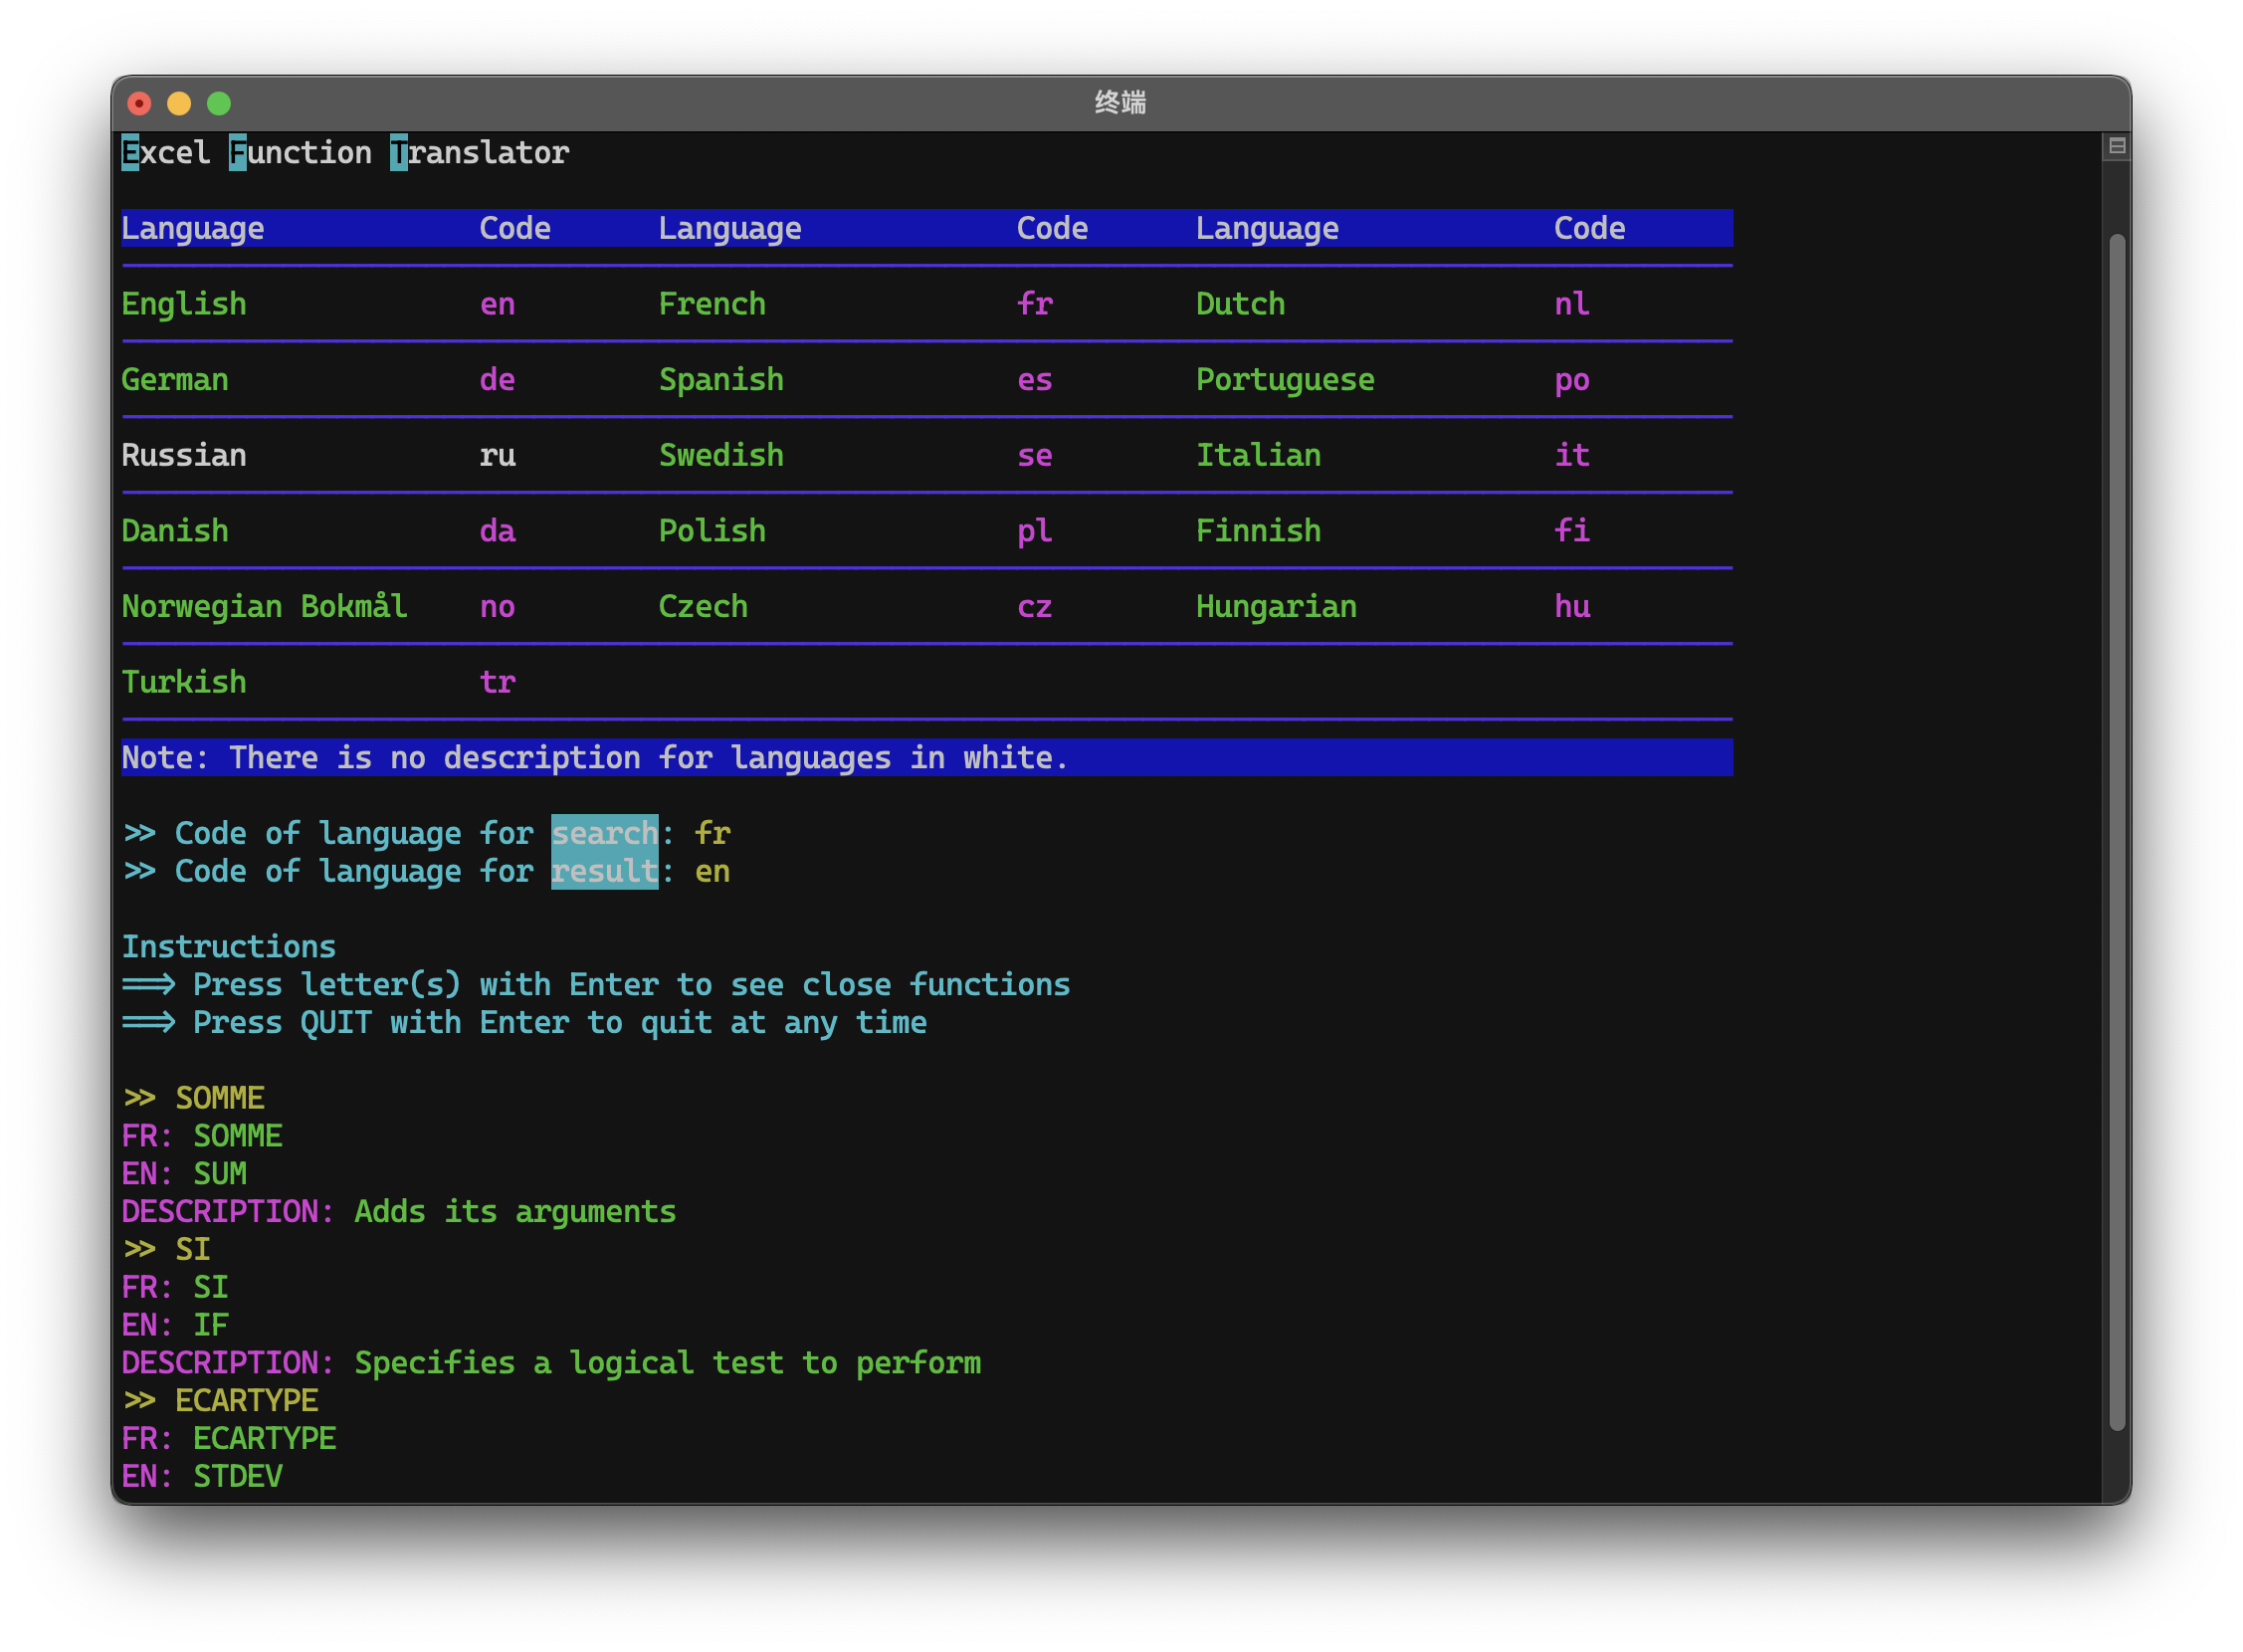 终端
Excel Function Translator
Language Code Language Code Language Code
English en French fr Dutch nl
German de Spanish es Portuguese po
Russian ru Swedish se Italian it
Danish da Polish pl Finnish fi
Norwegian Bokmål no Czech cz Hungarian hu
Turkish tr
Note: There is no description for languages in white.
>> Code of language for search: fr
>> Code of language for result: en
Instructions
==> Press letter(s) with Enter to see close functions
==> Press QUIT with Enter to quit at any time
>> SOMME
FR: SOMME
EN: SUM
DESCRIPTION: Adds its arguments
>> SI
FR: SI
EN: IF
DESCRIPTION: Specifies a logical test to perform
>> ECARTYPE
FR: ECARTYPE
EN: STDEV